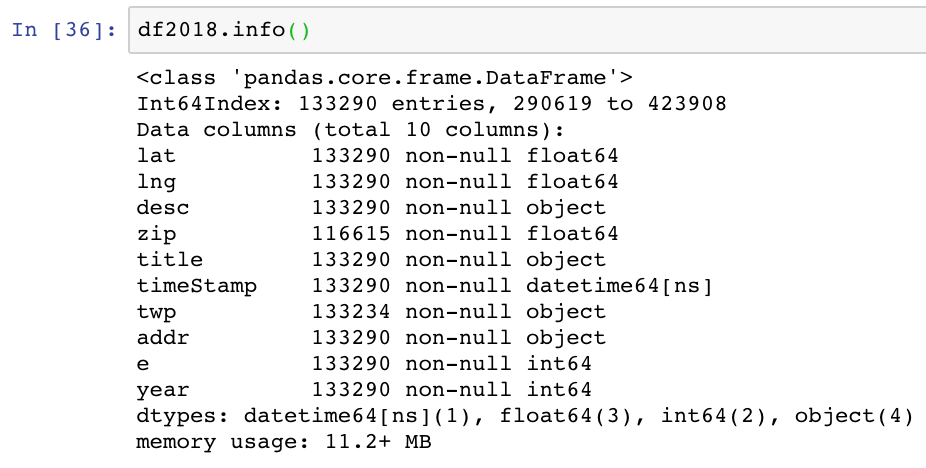 In [36]: df2018.info()
<class 'pandas.core.frame.DataFrame'>
Int64Index: 133290 entries, 290619 to 423908
Data columns (total 10 columns):
lat          133290 non-null float64
lng          133290 non-null float64
desc         133290 non-null object
zip          116615 non-null float64
title        133290 non-null object
timeStamp    133290 non-null datetime64[ns]
twp          133234 non-null object
addr         133290 non-null object
e            133290 non-null int64
year         133290 non-null int64
dtypes: datetime64[ns](1), float64(3), int64(2), object(4)
memory usage: 11.2+ MB